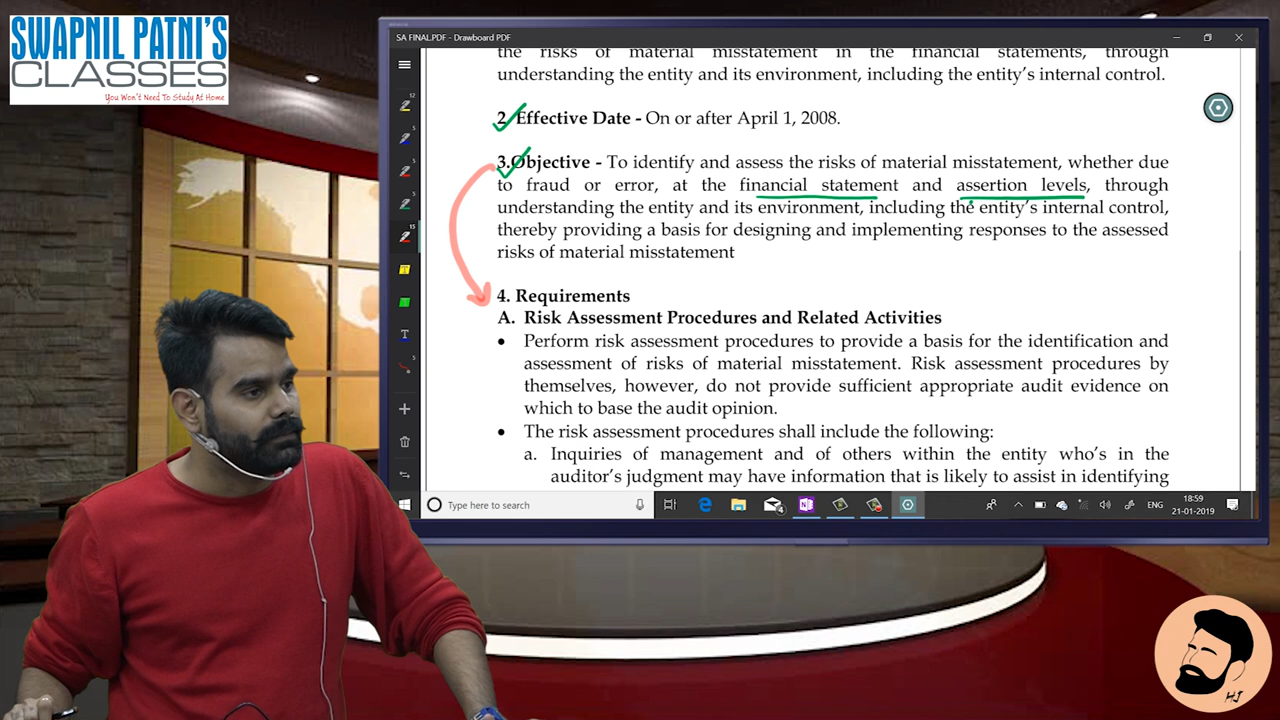 SWAPNIL PATNI'S
CLASSES
You Won't Need To Study At Home
SA FINAL.PDF - Drawboard PDF
the risks of material misstatement in the financial statements, through
understanding the entity and its environment, including the entity's internal control.
2. Effective Date - On or after April 1, 2008.
3.Objective - To identify and assess the risks of material misstatement, whether due
to fraud or error, at the financial statement and assertion levels, through
understanding the entity and its environment, including the entity's internal control,
thereby providing a basis for designing and implementing responses to the assessed
risks of material misstatement
4. Requirements
A. Risk Assessment Procedures and Related Activities
• Perform risk assessment procedures to provide a basis for the identification and
assessment of risks of material misstatement. Risk assessment procedures by
themselves, however, do not provide sufficient appropriate audit evidence on
which to base the audit opinion.
• The risk assessment procedures shall include the following:
a. Inquiries of management and of others within the entity who's in the
auditor's judgment may have information that is likely to assist in identifying
Type here to search
ENG
18:59
21-01-2019
HJ